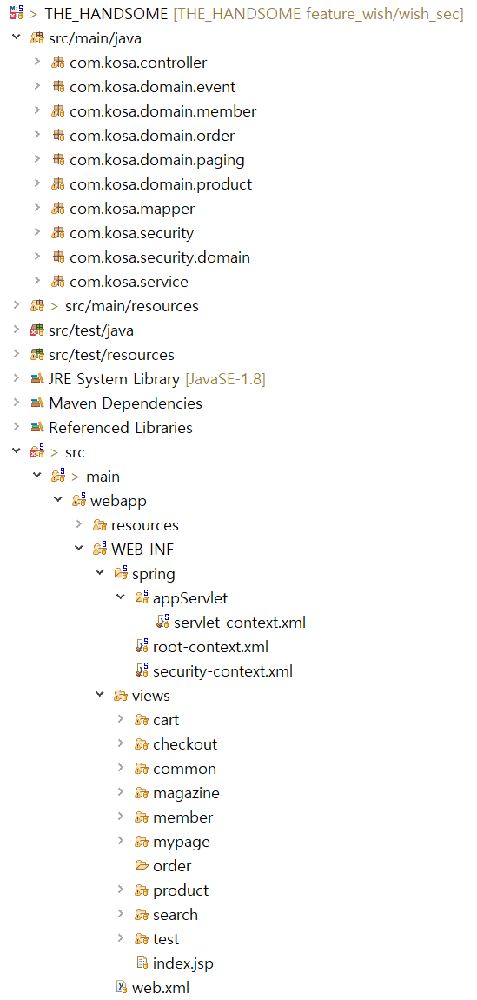 > THE_HANDSOME [THE_HANDSOME feature_wish/wish_sec]
src/main/java
com.kosa.controller
com.kosa.domain.event
com.kosa.domain.member
com.kosa.domain.order
com.kosa.domain.paging
com.kosa.domain.product
com.kosa.mapper
com.kosa.security
com.kosa.security.domain
com.kosa.service
> src/main/resources
src/test/java
src/test/resources
JRE System Library [JavaSE-1.8]
Maven Dependencies
Referenced Libraries
> src
> main
webapp
resources
WEB-INF
spring
appServlet
servlet-context.xml
root-context.xml
security-context.xml
views
cart
checkout
common
magazine
member
mypage
order
product
search
test
index.jsp
web.xml